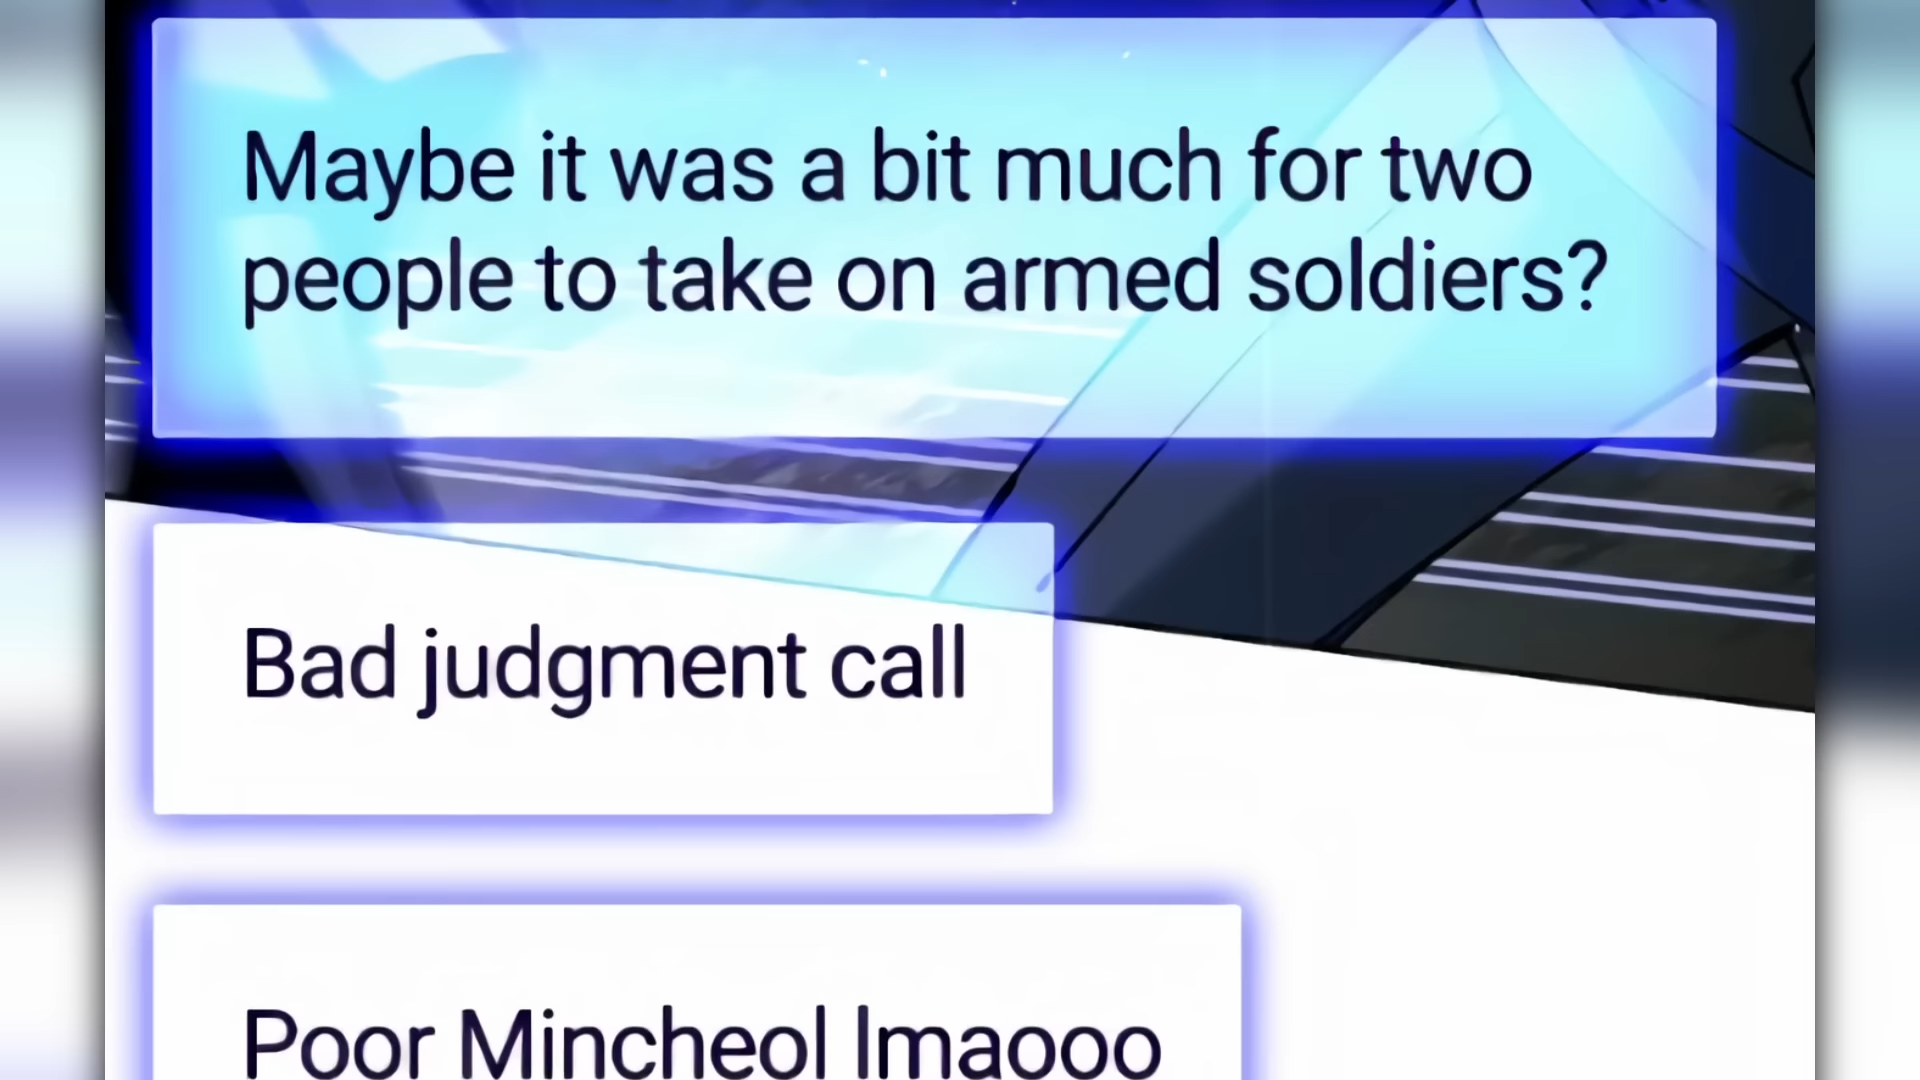 Maybe it was a bit much for two
people to take on armed soldiers?
Bad judgment call
Poor Mincheol lmaooo